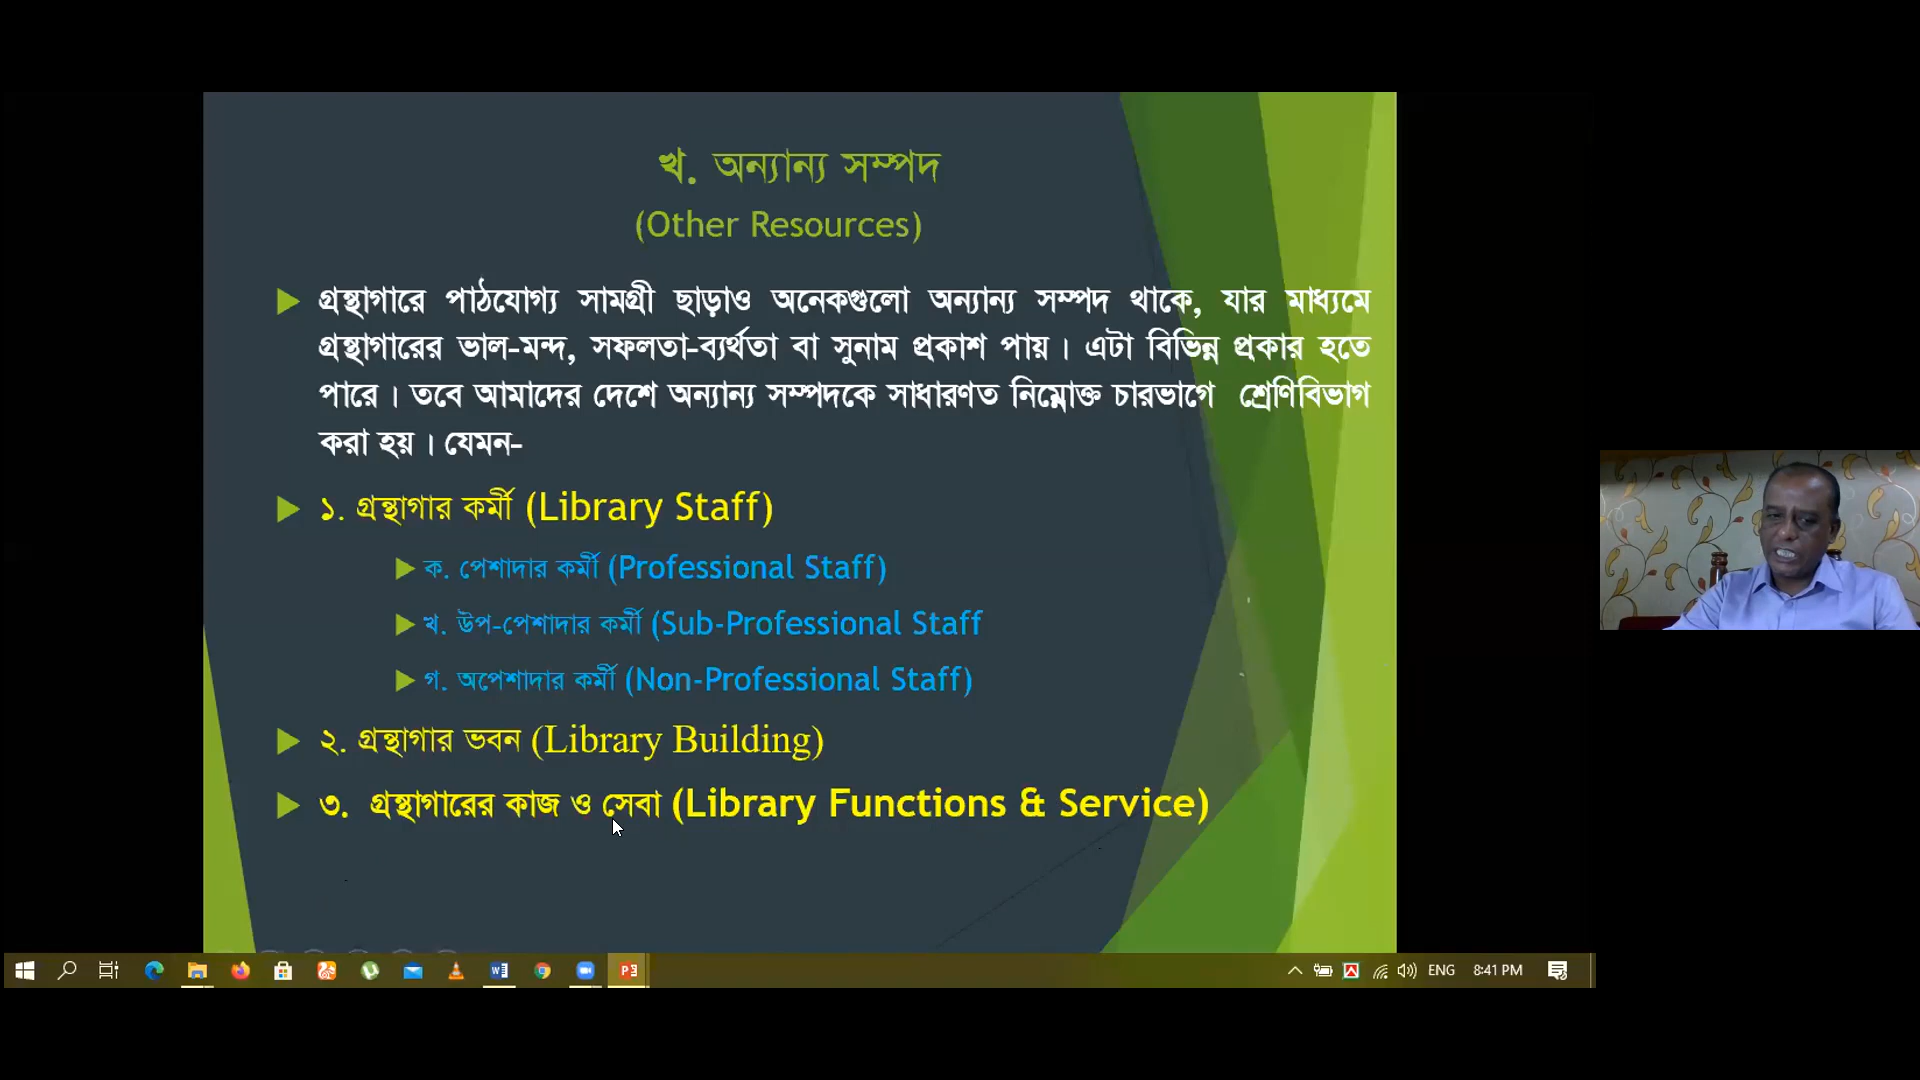 খ. অন্যান্য সম্পদ
(Other Resources)
গ্রন্থাগারে পাঠযোগ্য সামগ্রী ছাড়াও অনেকগুলো অন্যান্য সম্পদ থাকে, যার মাধ্যমে
গ্রন্থাগারের ভাল-মন্দ, সফলতা-ব্যর্থতা বা সুনাম প্রকাশ পায়। এটা বিভিন্ন প্রকার হতে
পারে। তবে আমাদের দেশে অন্যান্য সম্পদকে সাধারণত নিম্নোক্ত চারভাগে শ্রেণিবিভাগ
করা হয়। যেমন-
১. গ্রন্থাগার কর্মী (Library Staff)
ক. পেশাদার কর্মী (Professional Staff)
খ. উপ-পেশাদার কর্মী (Sub-Professional Staff
গ. অপেশাদার কর্মী (Non-Professional Staff)
২. গ্রন্থাগার ভবন (Library Building)
৩. গ্রন্থাগারের কাজ ও সেবা (Library Functions & Service)
ENG 8:41 PM